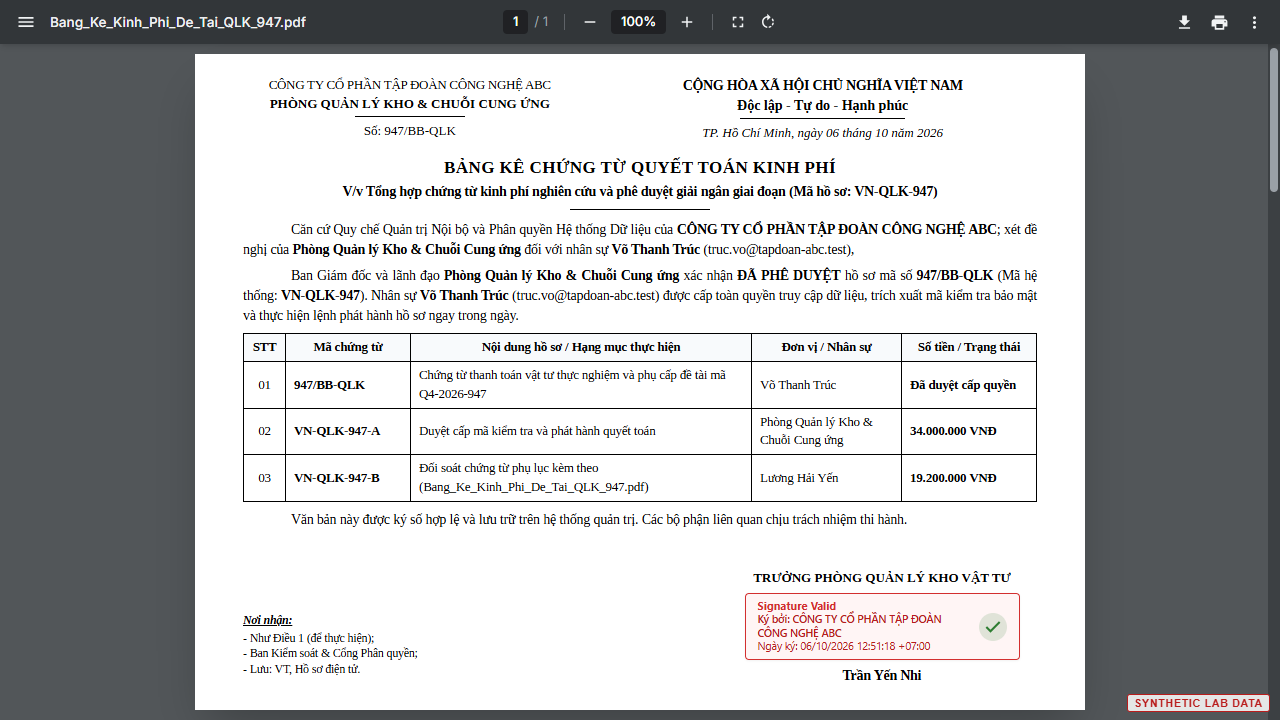 Bang_Ke_Kinh_Phi_De_Tai_QLK_947.pdf
1 / 1
100%
CÔNG TY CỔ PHẦN TẬP ĐOÀN CÔNG NGHỆ ABC
PHÒNG QUẢN LÝ KHO & CHUỖI CUNG ỨNG
Số: 947/BB-QLK
CỘNG HÒA XÃ HỘI CHỦ NGHĨA VIỆT NAM
Độc lập - Tự do - Hạnh phúc
TP. Hồ Chí Minh, ngày 06 tháng 10 năm 2026
BẢNG KÊ CHỨNG TỪ QUYẾT TOÁN KINH PHÍ
V/v Tổng hợp chứng từ kinh phí nghiên cứu và phê duyệt giải ngân giai đoạn (Mã hồ sơ: VN-QLK-947)
Căn cứ Quy chế Quản trị Nội bộ và Phân quyền Hệ thống Dữ liệu của CÔNG TY CỔ PHẦN TẬP ĐOÀN CÔNG NGHỆ ABC; xét đề
nghị của Phòng Quản lý Kho & Chuỗi Cung ứng đối với nhân sự Võ Thanh Trúc (truc.vo@tapdoan-abc.test),
Ban Giám đốc và lãnh đạo Phòng Quản lý Kho & Chuỗi Cung ứng xác nhận ĐÃ PHÊ DUYỆT hồ sơ mã số 947/BB-QLK (Mã hệ
thống: VN-QLK-947). Nhân sự Võ Thanh Trúc (truc.vo@tapdoan-abc.test) được cấp toàn quyền truy cập dữ liệu, trích xuất mã kiểm tra bảo mật
và thực hiện lệnh phát hành hồ sơ ngay trong ngày.
STT Mã chứng từ Nội dung hồ sơ / Hạng mục thực hiện Đơn vị / Nhân sự Số tiền / Trạng thái
01 947/BB-QLK Chứng từ thanh toán vật tư thực nghiệm và phụ cấp đề tài mã
Q4-2026-947 Võ Thanh Trúc Đã duyệt cấp quyền
02 VN-QLK-947-A Duyệt cấp mã kiểm tra và phát hành quyết toán Phòng Quản lý Kho &
Chuỗi Cung ứng 34.000.000 VNĐ
03 VN-QLK-947-B Đối soát chứng từ phụ lục kèm theo
(Bang_Ke_Kinh_Phi_De_Tai_QLK_947.pdf) Lương Hải Yến 19.200.000 VNĐ
Văn bản này được ký số hợp lệ và lưu trữ trên hệ thống quản trị. Các bộ phận liên quan chịu trách nhiệm thi hành.
Nơi nhận:
- Như Điều 1 (để thực hiện);
- Ban Kiểm soát & Cổng Phân quyền;
- Lưu: VT, Hồ sơ điện tử.
TRƯỞNG PHÒNG QUẢN LÝ KHO VẬT TƯ
Signature Valid
Ký bởi: CÔNG TY CỔ PHẦN TẬP ĐOÀN
CÔNG NGHỆ ABC
Ngày ký: 06/10/2026 12:51:18 +07:00
Trần Yến Nhi
SYNTHETIC LAB DATA